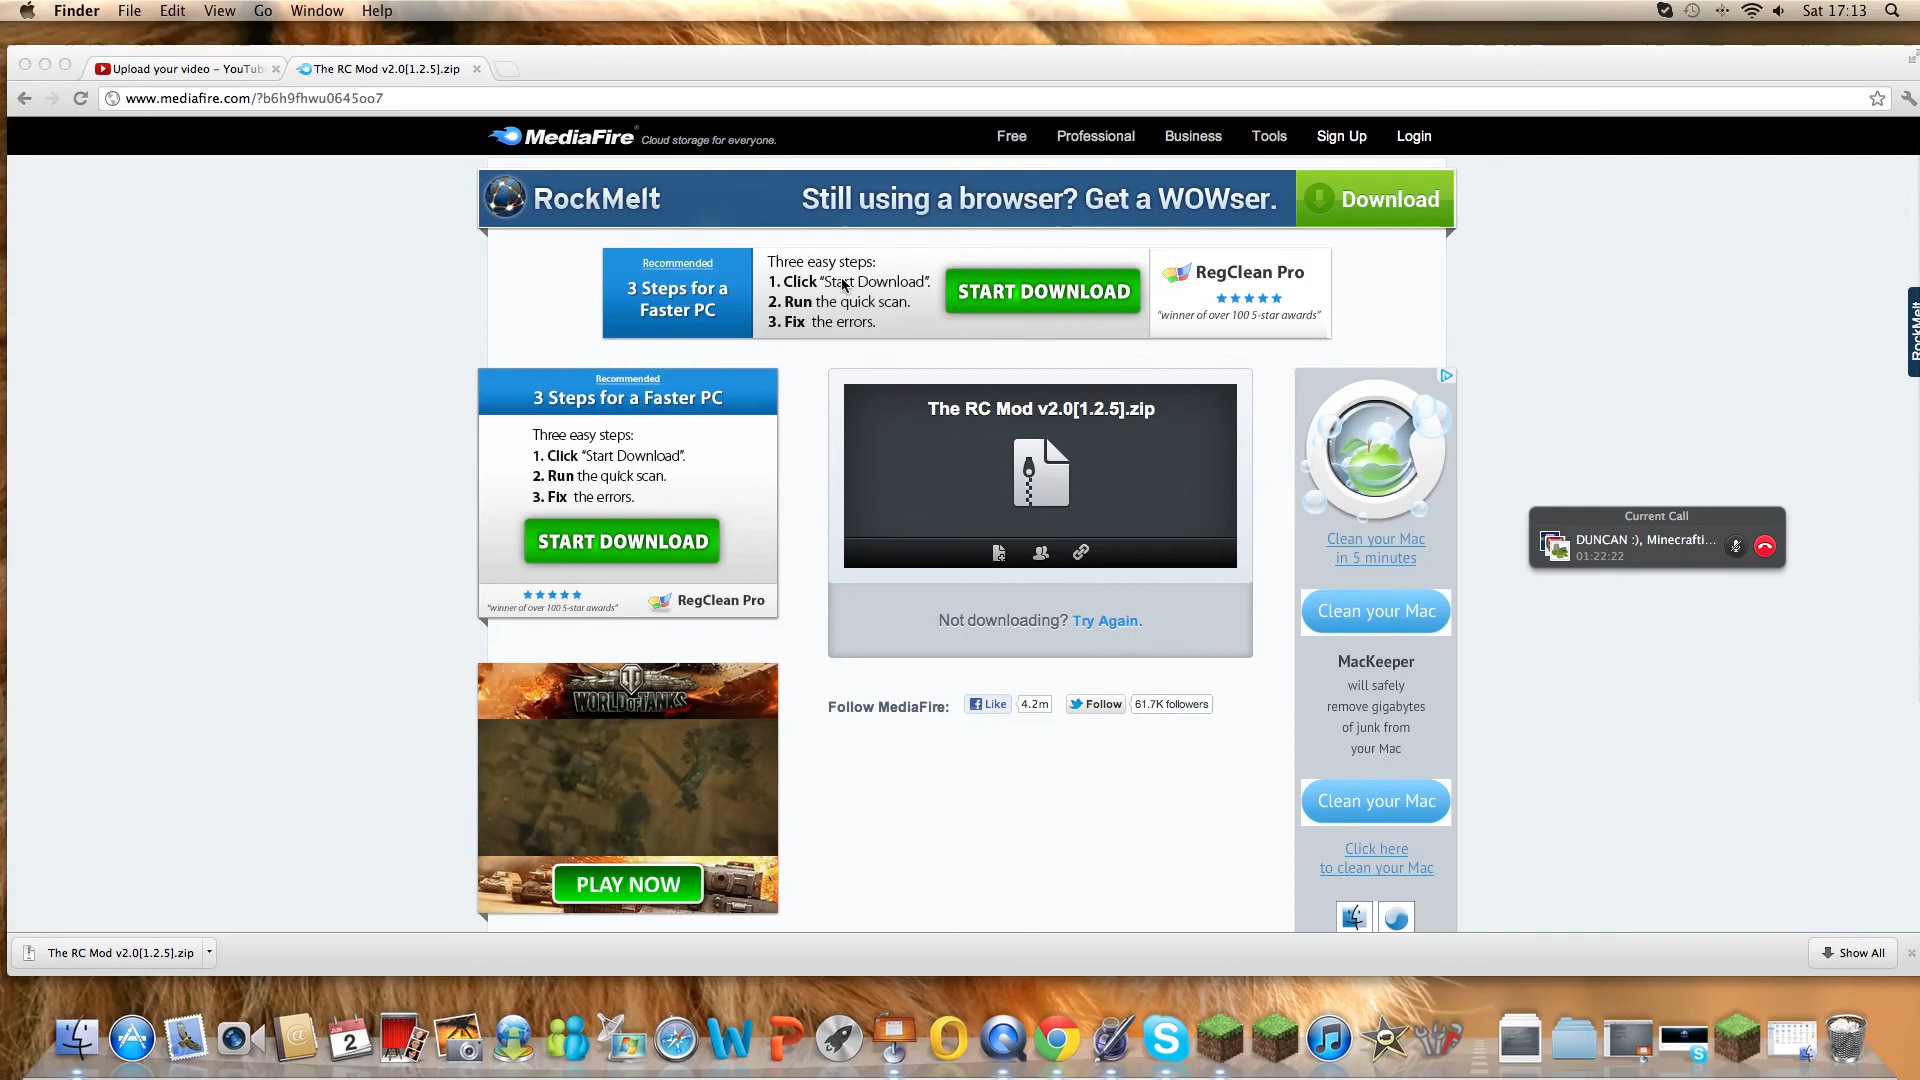 Finder File Edit View Go Window Help Sat 17:13
Upload your video – YouTub The RC Mod v2.0[1.2.5].zip
www.mediafire.com/?b6h9fhwu0645oo7
MediaFire Cloud storage for everyone. Free Professional Business Tools Sign Up Login
RockMelt Still using a browser? Get a WOWser. Download
Recommended
3 Steps for a
Faster PC
Three easy steps:
1. Click “Start Download”.
2. Run the quick scan.
3. Fix the errors.
START DOWNLOAD
RegClean Pro
“winner of over 100 5-star awards”
RockMelt
Recommended
3 Steps for a Faster PC
Three easy steps:
1. Click “Start Download”.
2. Run the quick scan.
3. Fix the errors.
START DOWNLOAD
“winner of over 100 5-star awards” RegClean Pro
The RC Mod v2.0[1.2.5].zip
Not downloading? Try Again.
Follow MediaFire: Like 4.2m Follow 61.7K followers
Clean your Mac
in 5 minutes
Clean your Mac
MacKeeper
will safely
remove gigabytes
of junk from
your Mac
Clean your Mac
Click here
to clean your Mac
Current Call
DUNCAN :), Minecrafti...
01:22:22
WORLD OF TANKS
PLAY NOW
The RC Mod v2.0[1.2.5].zip Show All
JUN
2